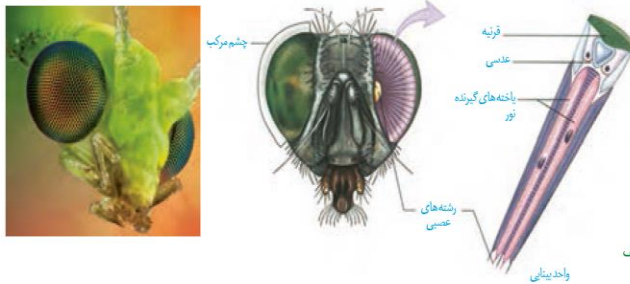 چشم مرکب
قرنیه
عدسی
یاخته‌های گیرنده
نور
رشته‌های
عصبی
واحد بینایی